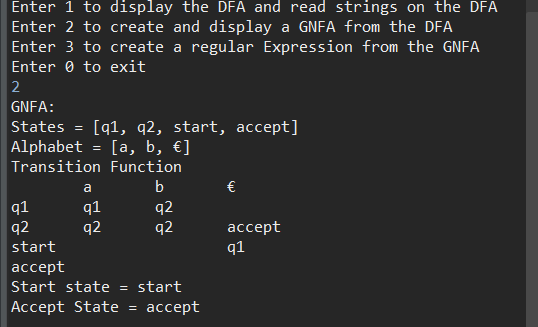 Enter 1 to display the DFA and read strings on the DFA
Enter 2 to create and display a GNFA from the DFA
Enter 3 to create a regular Expression from the GNFA
Enter 0 to exit
2
GNFA:
States = [q1, q2, start, accept]
Alphabet = [a, b, €]
Transition Function
a b €
q1 q1 q2
q2 q2 q2 accept
start q1
accept
Start state = start
Accept State = accept